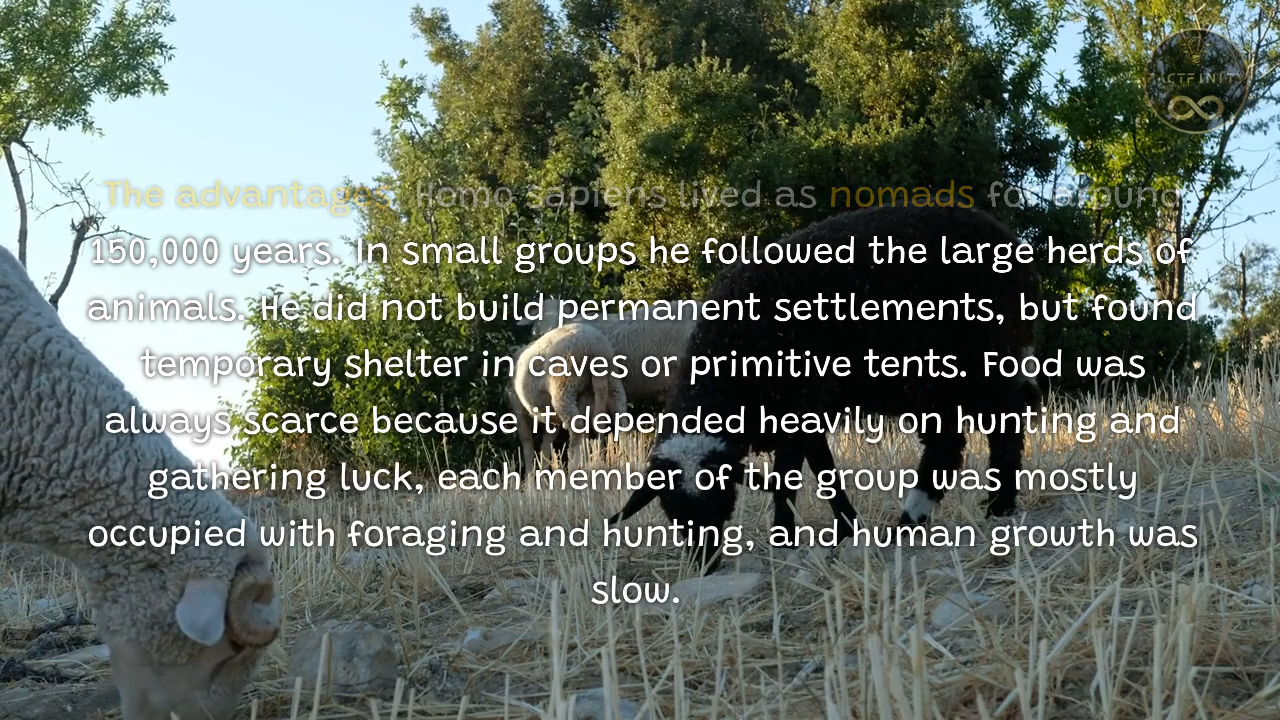 The advantages. Homo sapiens lived as nomads for around
150,000 years. In small groups he followed the large herds of
animals. He did not build permanent settlements, but found
temporary shelter in caves or primitive tents. Food was
always scarce because it depended heavily on hunting and
gathering luck, each member of the group was mostly
occupied with foraging and hunting, and human growth was
slow.